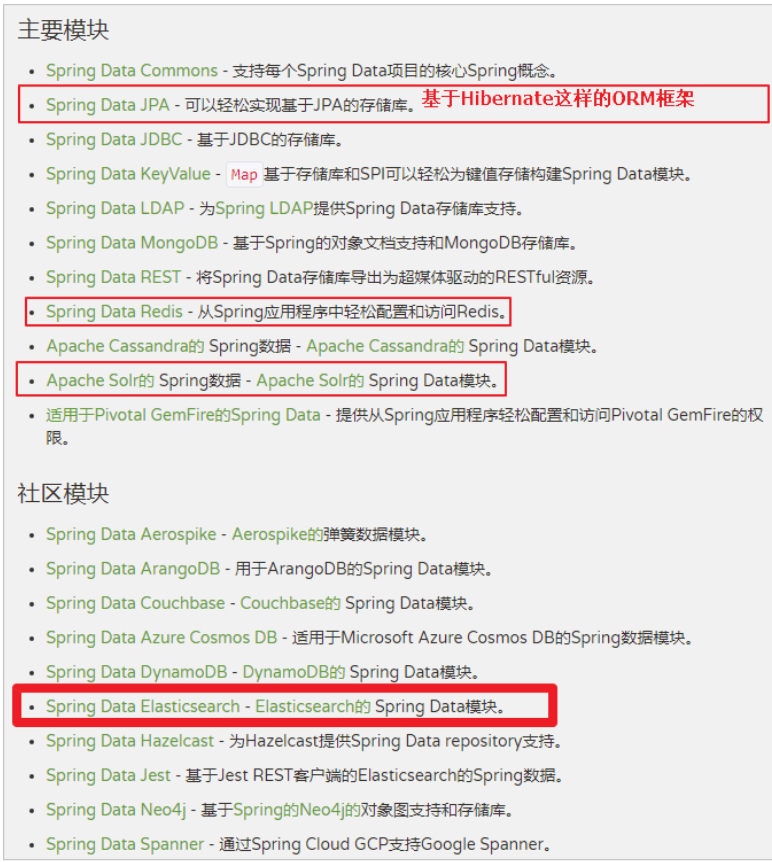 主要模块
• Spring Data Commons - 支持每个Spring Data项目的核心Spring概念。
• Spring Data JPA - 可以轻松实现基于JPA的存储库。基于Hibernate这样的ORM框架
• Spring Data JDBC - 基于JDBC的存储库。
• Spring Data KeyValue - Map 基于存储库和SPI可以轻松为键值存储构建Spring Data模块。
• Spring Data LDAP - 为Spring LDAP提供Spring Data存储库支持。
• Spring Data MongoDB - 基于Spring的对象文档支持和MongoDB存储库。
• Spring Data REST - 将Spring Data存储库导出为超媒体驱动的RESTful资源。
• Spring Data Redis - 从Spring应用程序中轻松配置和访问Redis。
• Apache Cassandra的 Spring数据 - Apache Cassandra的 Spring Data模块。
• Apache Solr的 Spring数据 - Apache Solr的 Spring Data模块。
• 适用于Pivotal GemFire的Spring Data - 提供从Spring应用程序轻松配置和访问Pivotal GemFire的权
限。
社区模块
• Spring Data Aerospike - Aerospike的弹簧数据模块。
• Spring Data ArangoDB - 用于ArangoDB的Spring Data模块。
• Spring Data Couchbase - Couchbase的 Spring Data模块。
• Spring Data Azure Cosmos DB - 适用于Microsoft Azure Cosmos DB的Spring数据模块。
• Spring Data DynamoDB - DynamoDB的 Spring Data模块。
• Spring Data Elasticsearch - Elasticsearch的 Spring Data模块。
• Spring Data Hazelcast - 为Hazelcast提供Spring Data repository支持。
• Spring Data Jest - 基于Jest REST客户端的Elasticsearch的Spring数据。
• Spring Data Neo4j - 基于Spring的Neo4j的对象图支持和存储库。
• Spring Data Spanner - 通过Spring Cloud GCP支持Google Spanner。